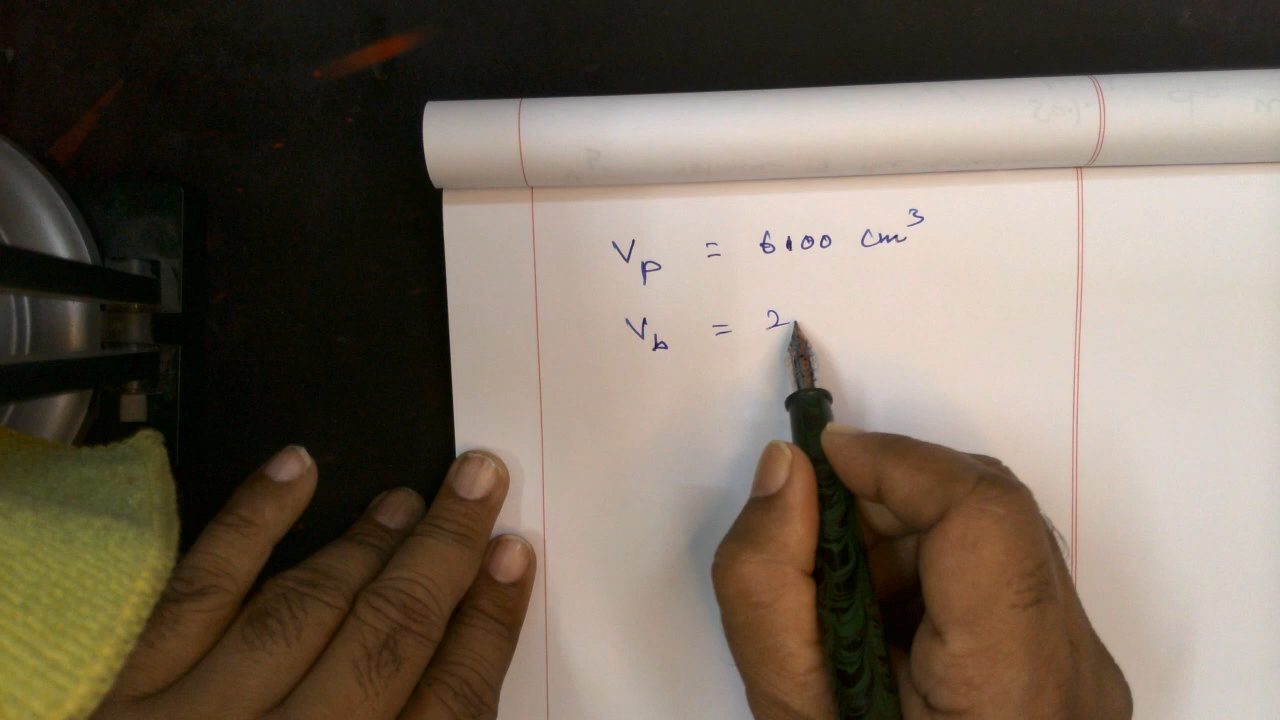 Vp = 6100 cm³
Vb = 2